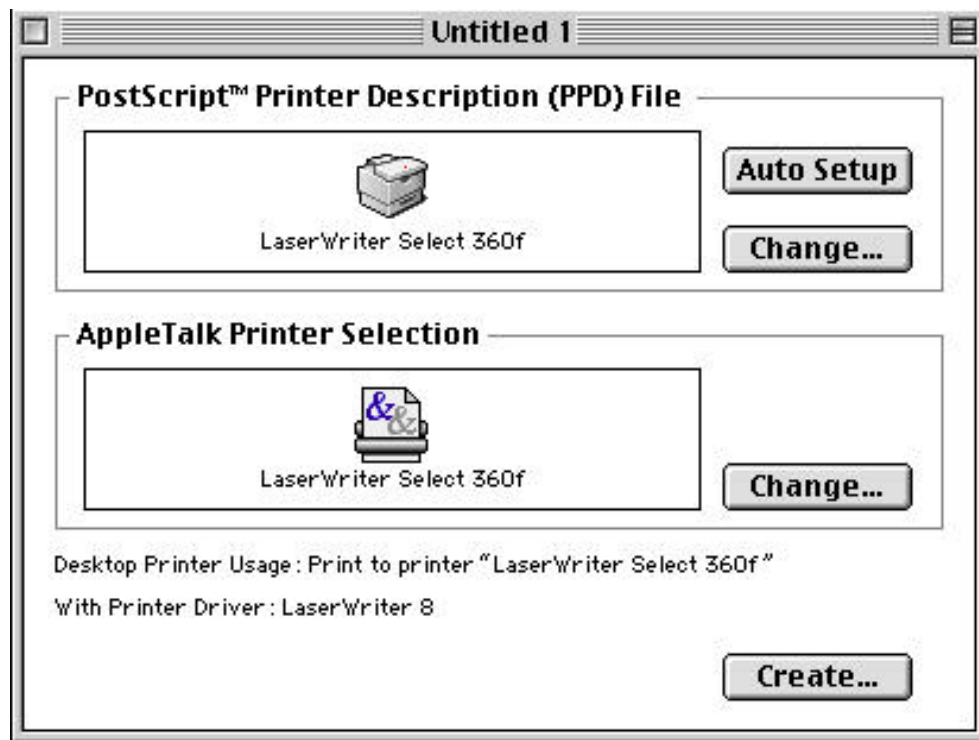 Untitled 1
PostScript™ Printer Description (PPD) File
Auto Setup
LaserWriter Select 360f
Change...
AppleTalk Printer Selection
&&
LaserWriter Select 360f
Change...
Desktop Printer Usage: Print to printer "LaserWriter Select 360f"
With Printer Driver: LaserWriter 8
Create...